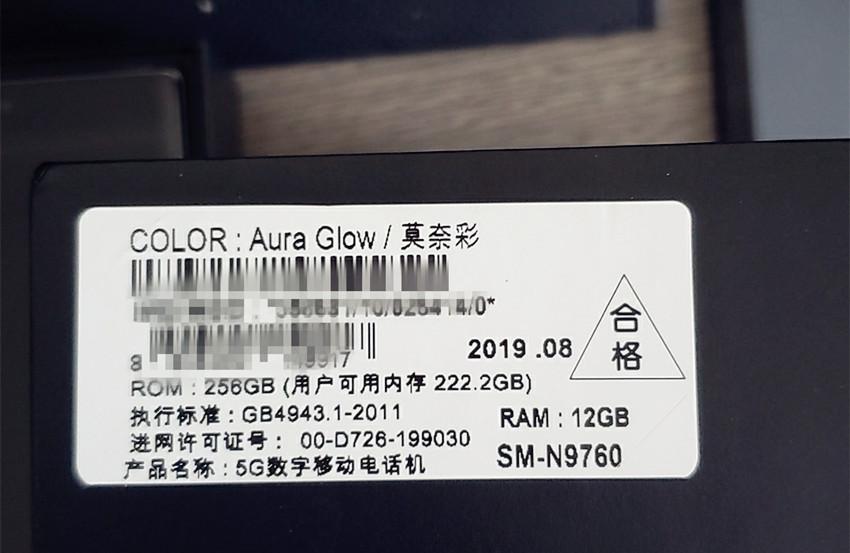 COLOR : Aura Glow / 莫奈彩
2019 .08
合格
ROM : 256GB (用户可用内存 222.2GB)
执行标准 : GB4943.1-2011
RAM : 12GB
进网许可证号 : 00-D726-199030
SM-N9760
产品名称 : 5G数字移动电话机